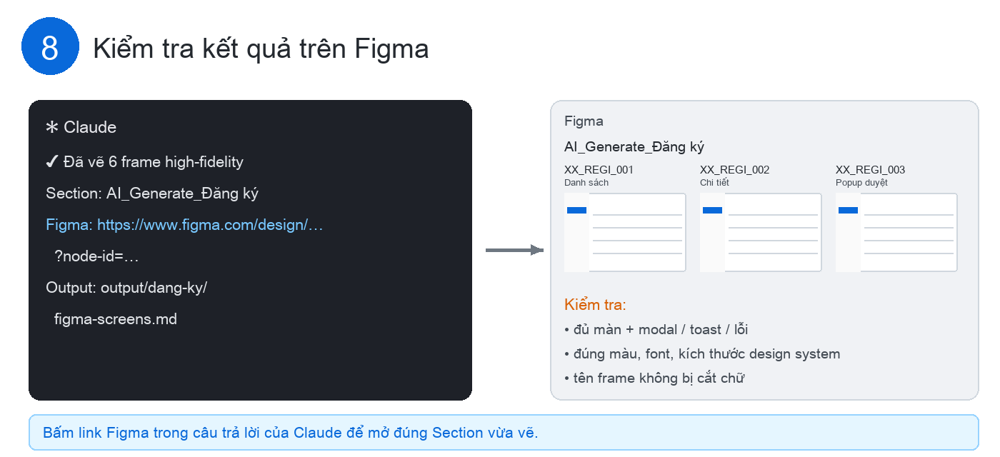 8
Kiểm tra kết quả trên Figma
✳ Claude
✓ Đã vẽ 6 frame high-fidelity
Section: AI_Generate_Đăng ký
Figma: https://www.figma.com/design/…
?node-id=…
Output: output/dang-ky/
figma-screens.md
Figma
AI_Generate_Đăng ký
XX_REGI_001
Danh sách
XX_REGI_002
Chi tiết
XX_REGI_003
Popup duyệt
Kiểm tra:
• đủ màn + modal / toast / lỗi
• đúng màu, font, kích thước design system
• tên frame không bị cắt chữ
Bấm link Figma trong câu trả lời của Claude để mở đúng Section vừa vẽ.